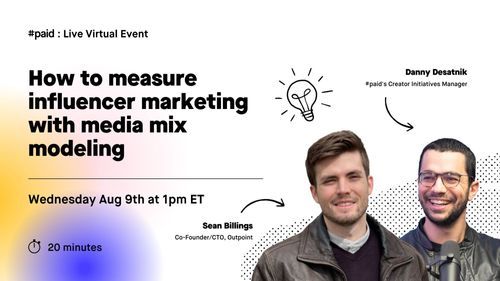 #paid : Live Virtual Event
How to measure
influencer marketing
with media mix
modeling
Wednesday Aug 9th at 1pm ET
20 minutes
Danny Desatnik
#paid's Creator Initiatives Manager
Sean Billings
Co-Founder/CTO, Outpoint